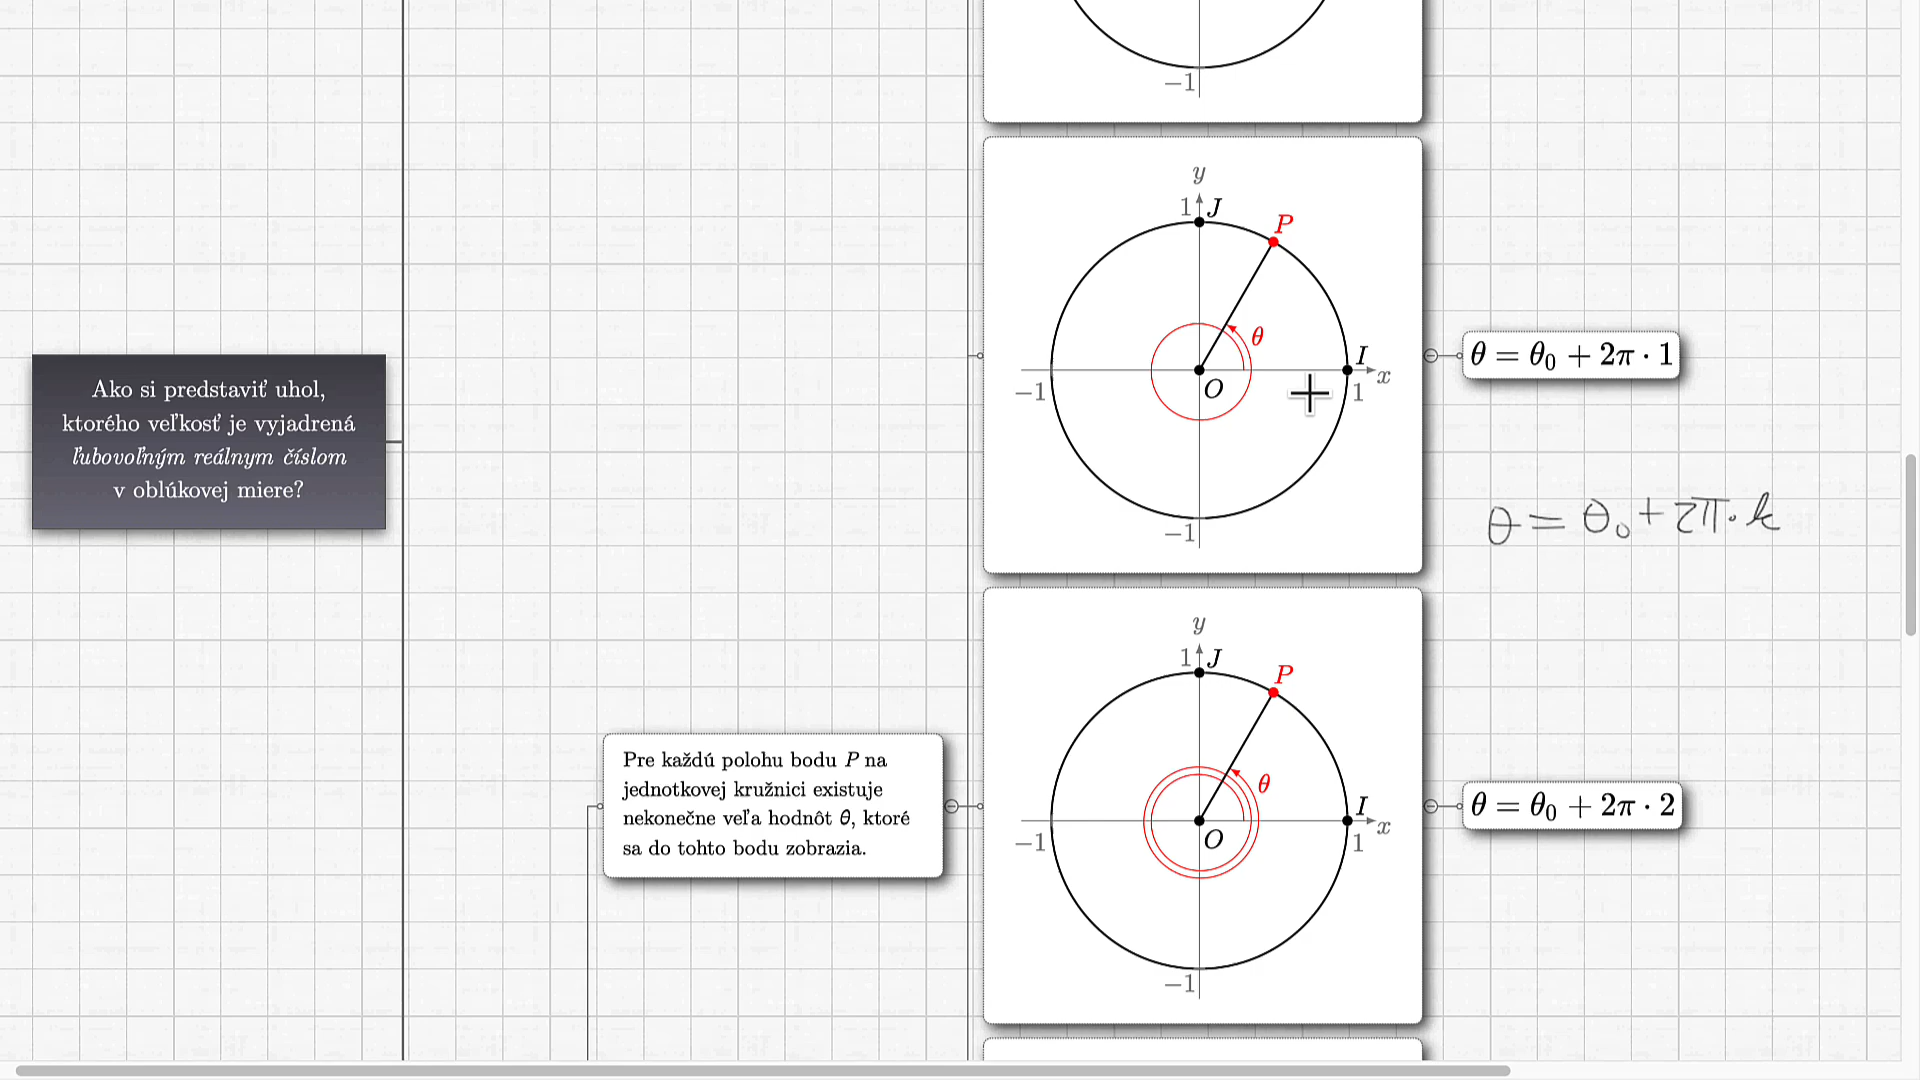 −1
Ako si predstaviť uhol,
ktorého veľkosť je vyjadrená
ľubovoľným reálnym číslom
v oblúkovej miere?
y
1 J
P
θ
I
−1 O 1 x
−1
θ = θ₀ + 2π · 1
θ = θ₀ + 2π · k
Pre každú polohu bodu P na
jednotkovej kružnici existuje
nekonečne veľa hodnôt θ, ktoré
sa do tohto bodu zobrazia.
y
1 J
P
θ
I
−1 O 1 x
−1
θ = θ₀ + 2π · 2